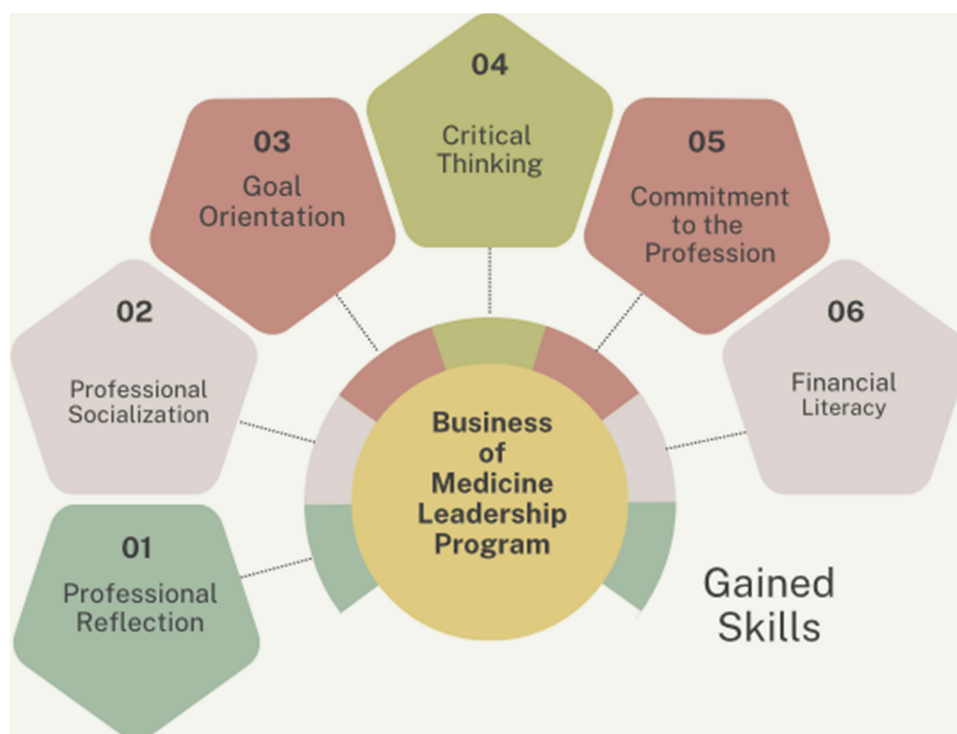 01
Professional
Reflection
02
Professional
Socialization
03
Goal
Orientation
04
Critical
Thinking
05
Commitment
to the
Profession
06
Financial
Literacy
Business
of
Medicine
Leadership
Program
Gained
Skills